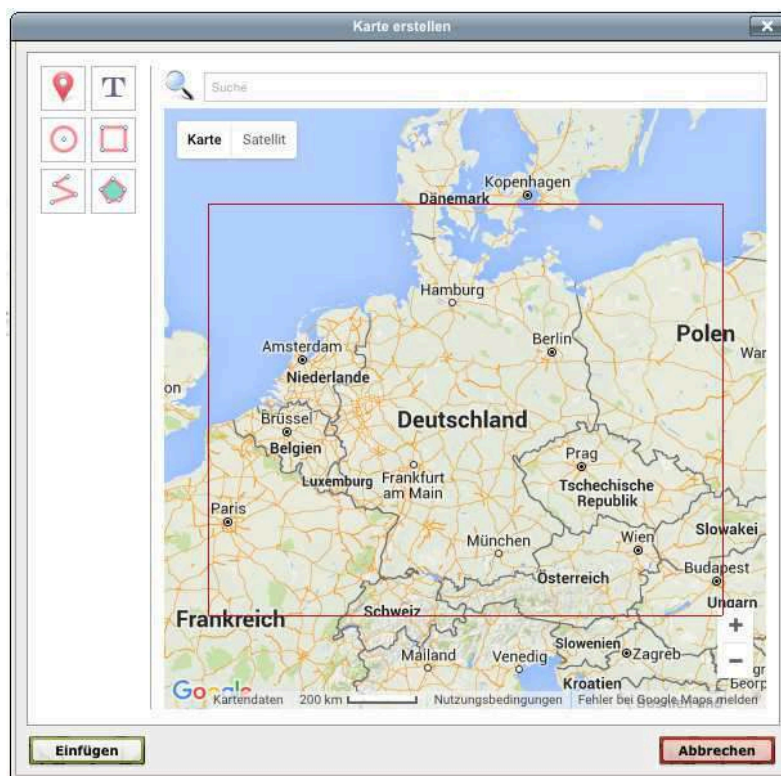 Karte erstellen
T
Suche
Karte Satellit
Kopenhagen
Dänemark
Hamburg
Berlin
Polen
War
Amsterdam
Niederlande
on
Deutschland
Brüssel
Belgien
Prag
Luxemburg
Frankfurt
am Main
Tschechische
Republik
Paris
Slowakei
München
Wien
Budapest
Österreich
Ungarn
Schweiz
Frankreich
+
Mailand
Venedig
Slowenien
Zagreb
−
Kroatien
Google
Kartendaten 200 km Nutzungsbedingungen Fehler bei Google Maps melden
Einfügen
Abbrechen